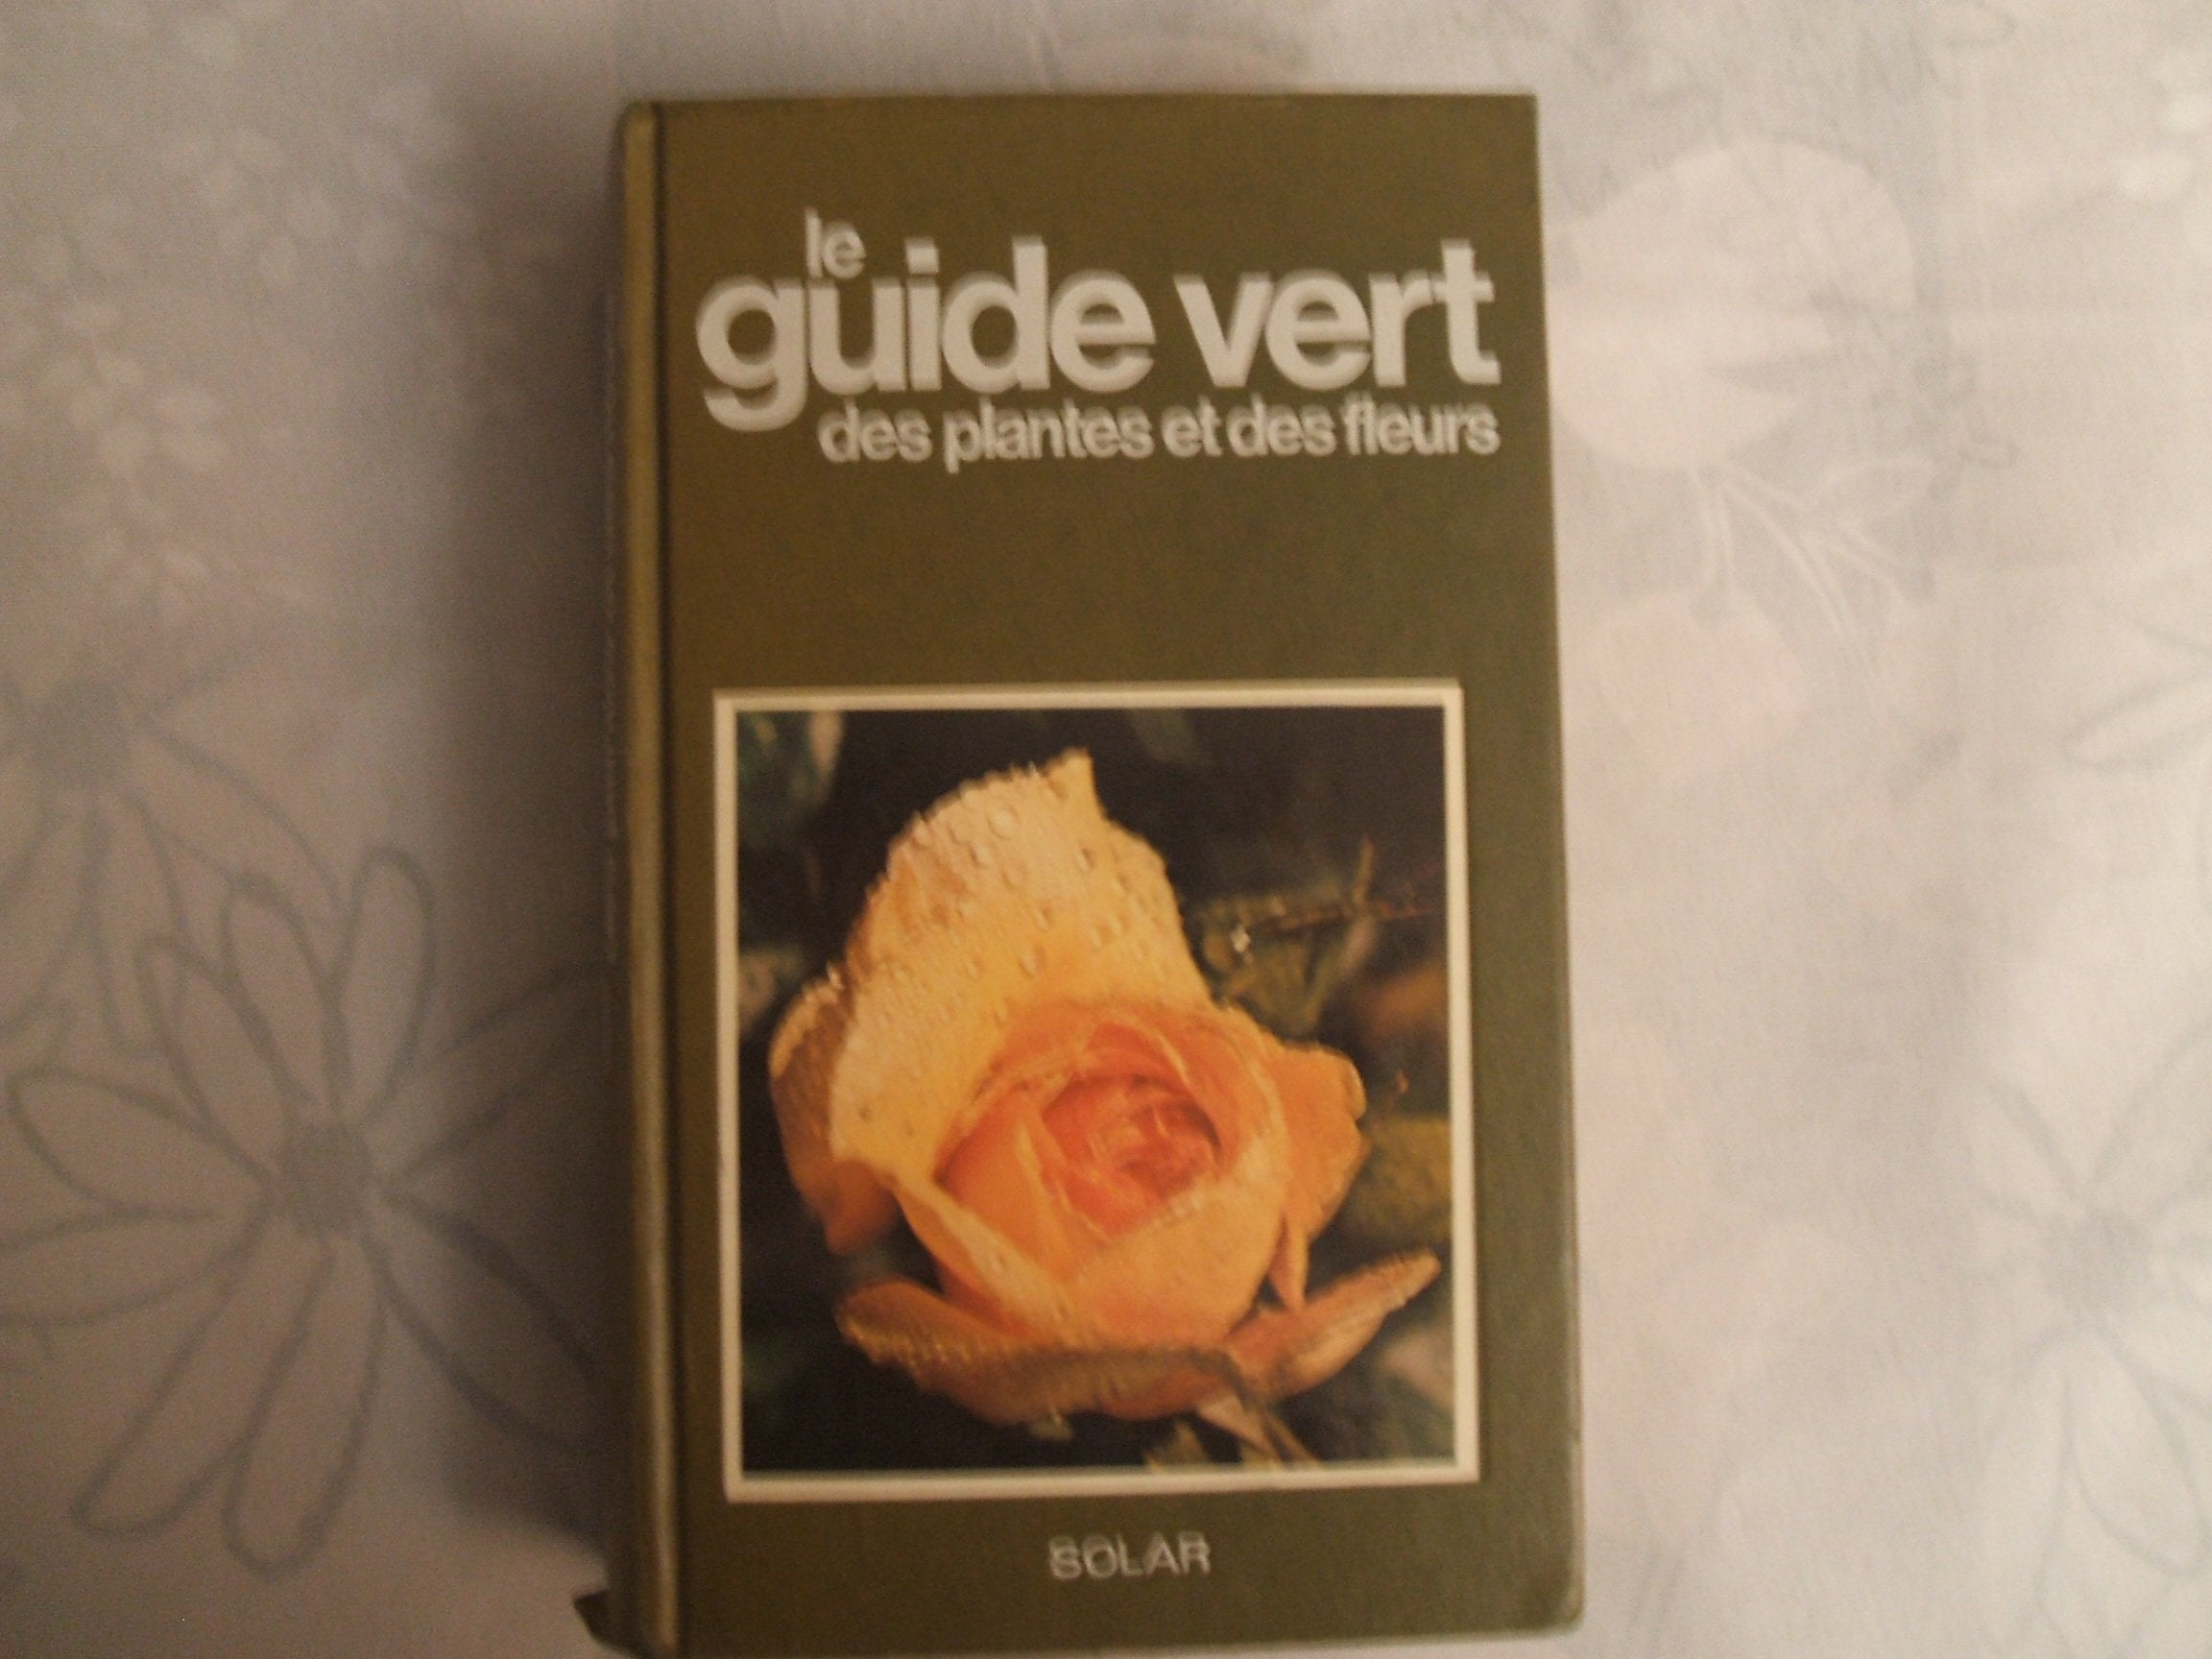 le
guide vert
des plantes et des fleurs
SOLAR